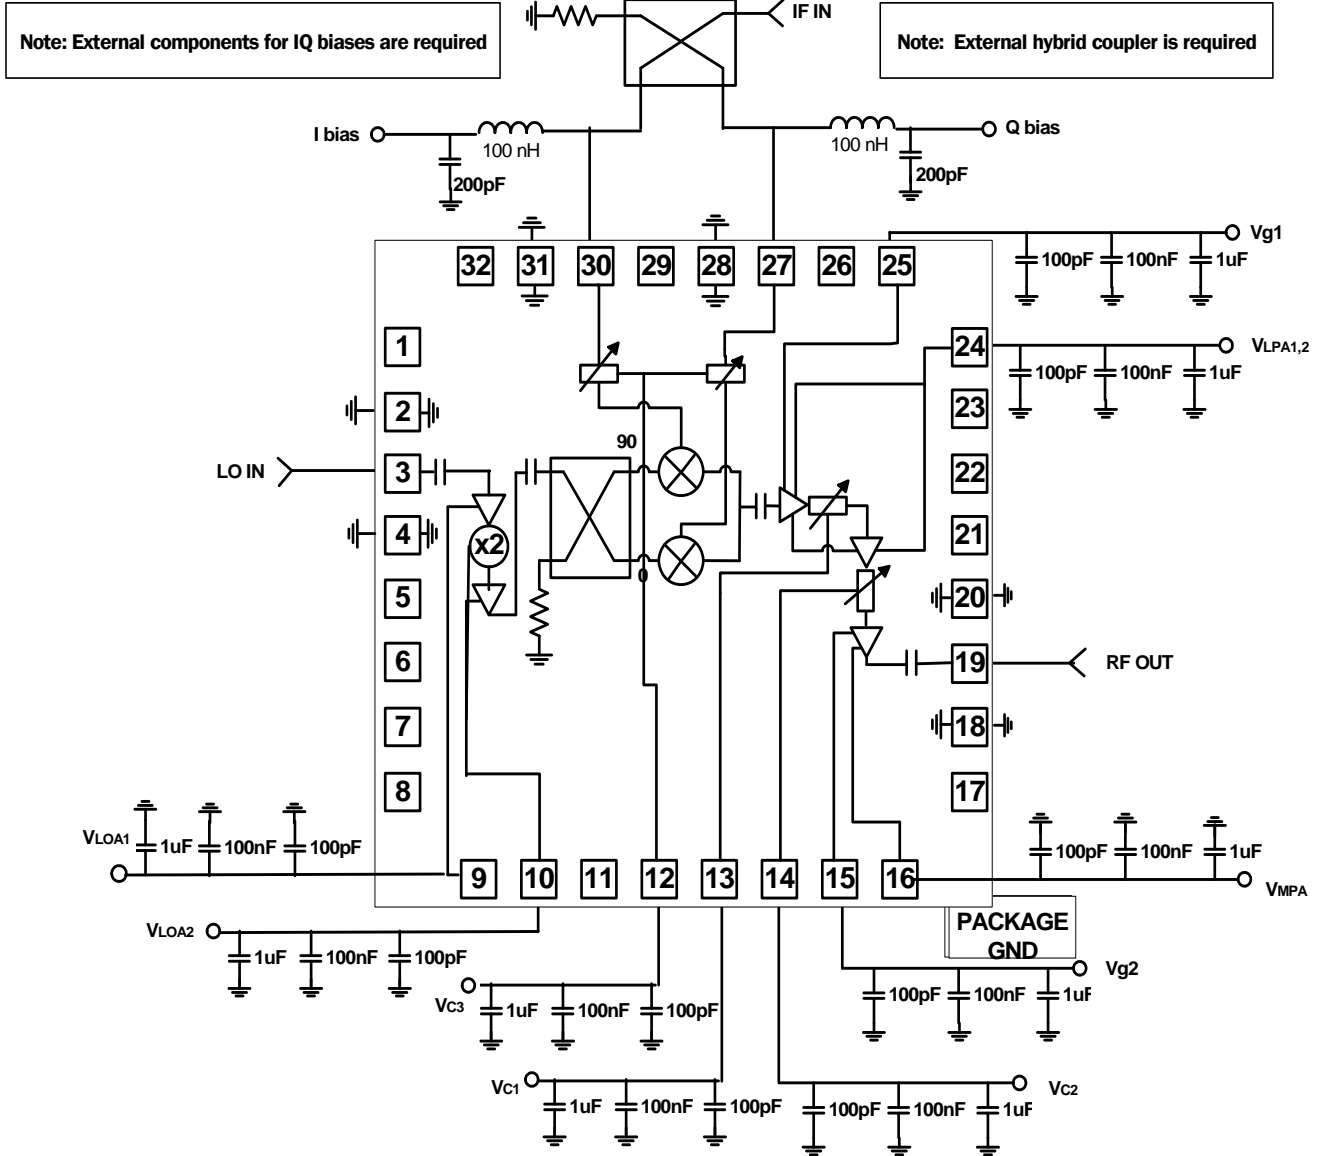 IF IN
Note: External components for IQ biases are required
Note: External hybrid coupler is required
I bias
100 nH
200pF
100 nH
Q bias
200pF
32
31
30
29
28
27
26
25
Vg1
100pF
100nF
1uF
1
24
VLPA1,2
100pF
100nF
1uF
2
23
90
LO IN
3
22
4
x2
21
0
5
20
6
19
RF OUT
7
18
8
17
VLOA1
1uF
100nF
100pF
9
10
11
12
13
14
15
16
100pF
100nF
1uF
VMPA
PACKAGE
GND
VLOA2
1uF
100nF
100pF
Vg2
100pF
100nF
1uF
VC3
1uF
100nF
100pF
VC1
1uF
100nF
100pF
VC2
100pF
100nF
1uF